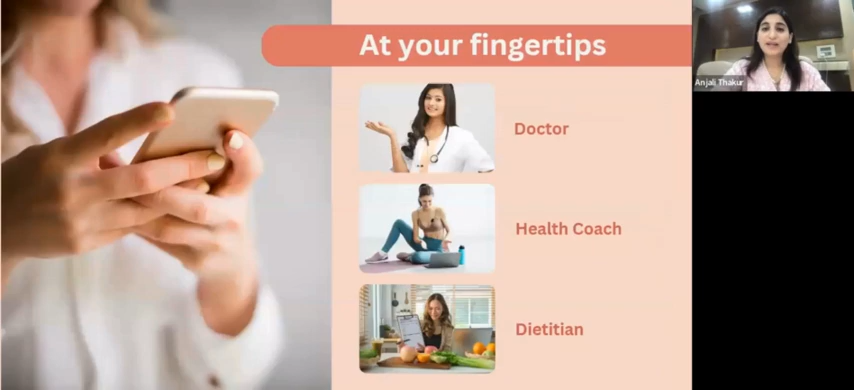 At your fingertips
Anjali Thakur
Doctor
Health Coach
Dietitian